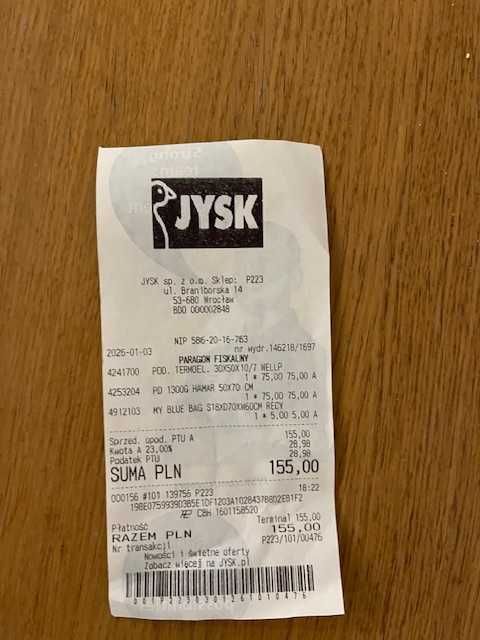 JYSK
JYSK sp. z o.o. Sklep: P223
ul. Braniborska 14
53-680 Wrocław
BDO 000002848
NIP 586-20-16-763
2026-01-03 nr wydr.146218/1697
PARAGON FISKALNY
4241700 POD. TERMOEL. 30X50X10/7 WELLP
1 * 75,00 75,00 A
4253204 PD 1300G HAMAR 50X70 CM
1 * 75,00 75,00 A
4912103 MY BLUE BAG S18XD70XW60CM RECY
1 * 5,00 5,00 A
Sprzed. opod. PTU A 155,00
Kwota A 23,00% 28,98
Podatek PTU 28,98
SUMA PLN 155,00
000156 #101 139756 P223 18:22
CBH 1601158520
Płatność Terminal 155,00
RAZEM PLN 155,00
Nr transakcji P223/101/00476
Nowości i świetne oferty
Zobacz więcej na JYSK.pl